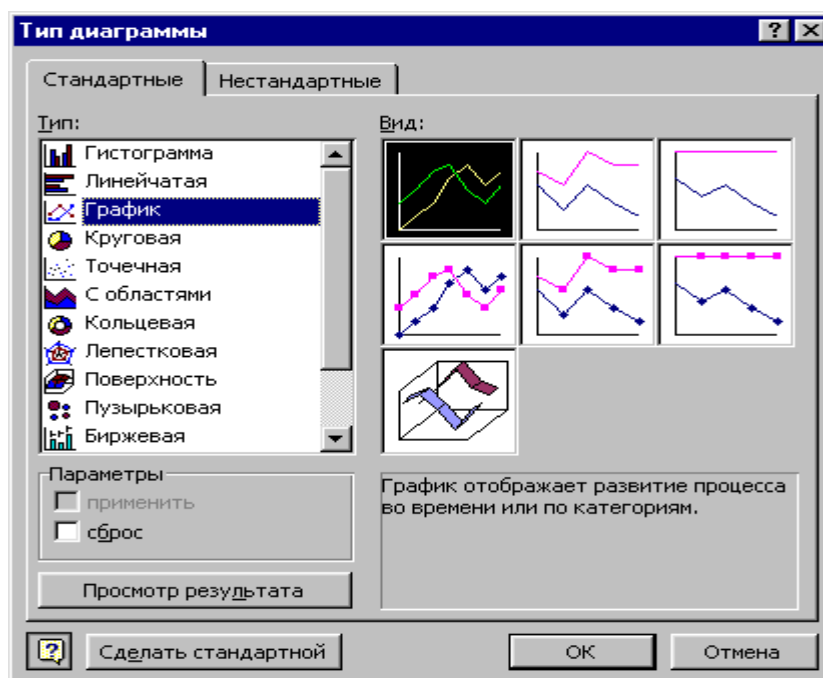 Тип диаграммы
Стандартные
Нестандартные
Тип:
Гистограмма
Линейчатая
График
Круговая
Точечная
С областями
Кольцевая
Лепестковая
Поверхность
Пузырьковая
Биржевая
Вид:
Параметры
применить
сброс
График отображает развитие процесса
во времени или по категориям.
Просмотр результата
Сделать стандартной
ОК
Отмена